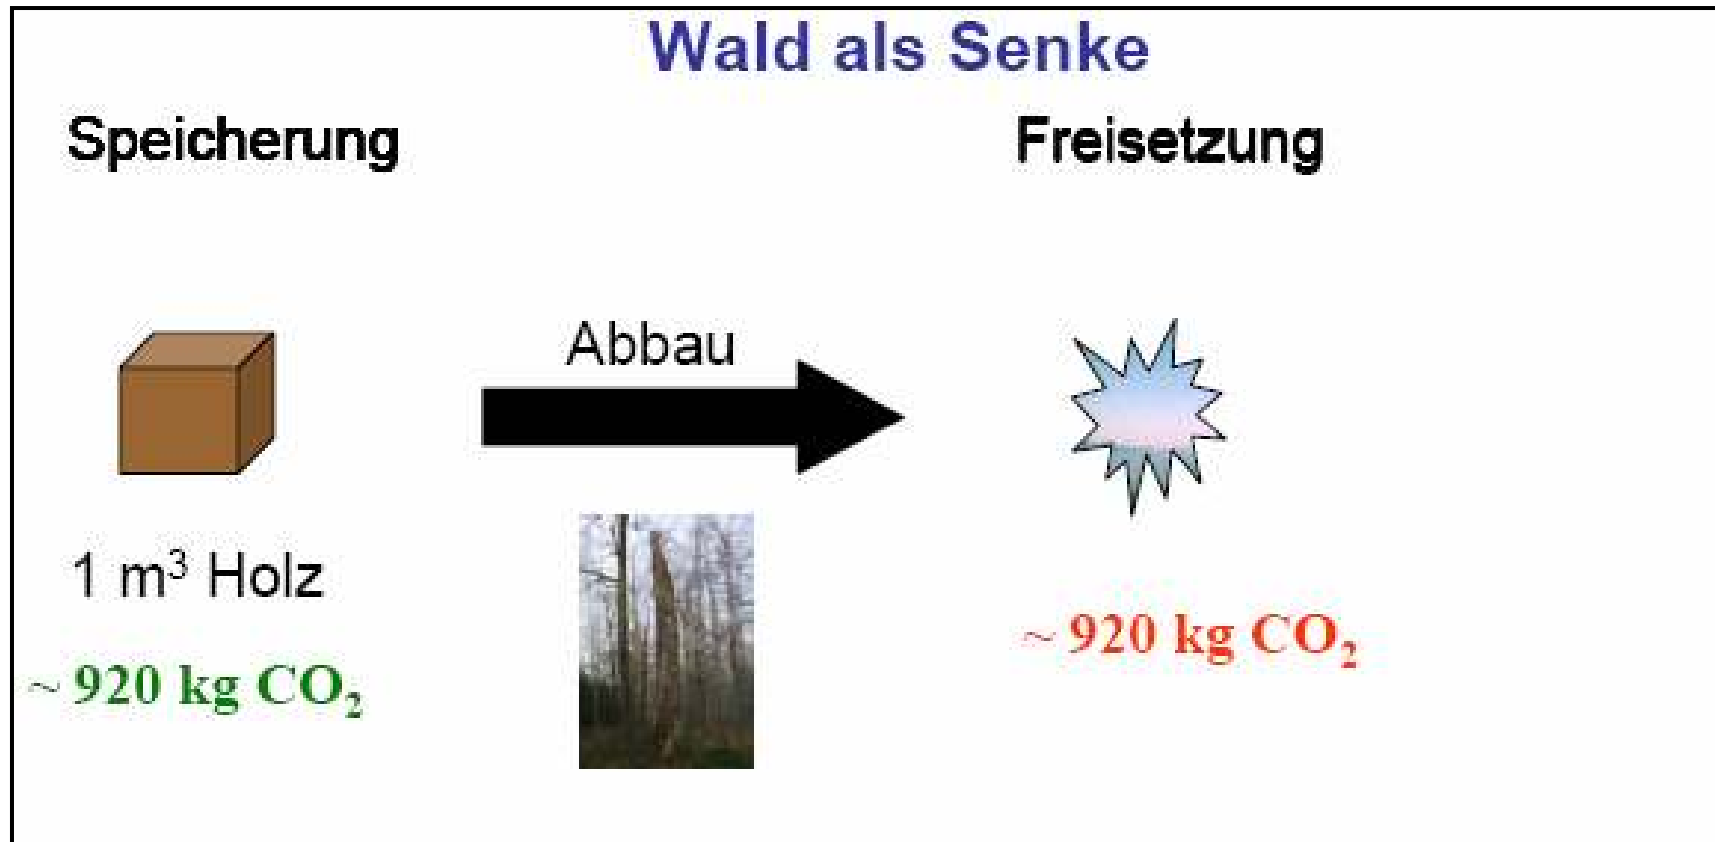 Wald als Senke
Speicherung
Freisetzung
Abbau
1 m³ Holz
~ 920 kg CO₂
~ 920 kg CO₂